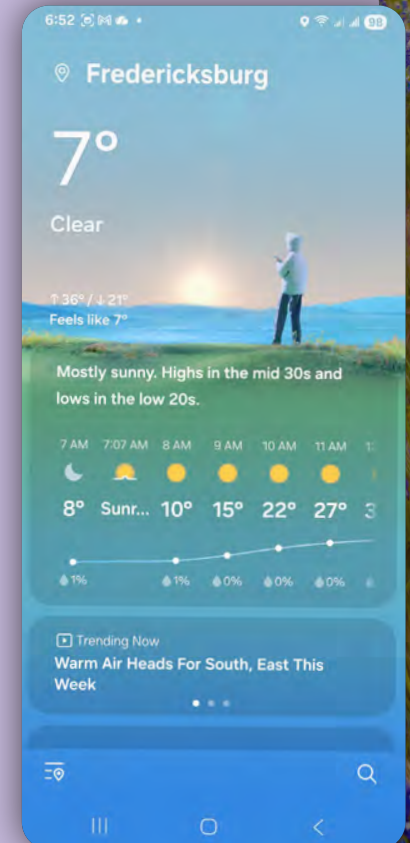 6:52
98
Fredericksburg
7°
Clear
↑36° / ↓21°
Feels like 7°
Mostly sunny. Highs in the mid 30s and
lows in the low 20s.
7 AM 7:07 AM 8 AM 9 AM 10 AM 11 AM
8° Sunr... 10° 15° 22° 27°
1% 1% 0% 0% 0%
Trending Now
Warm Air Heads For South, East This
Week